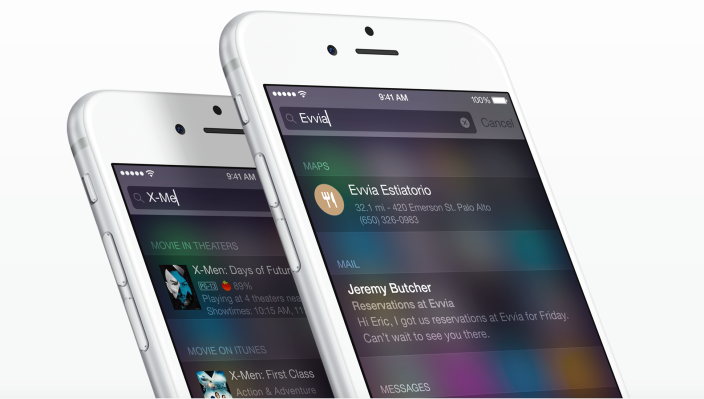 9:41 AM
100%
Evvia
Cancel
MAPS
Evvia Estiatorio
32.1 mi - 420 Emerson St. Palo Alto
(650) 326-0983
MAIL
Jeremy Butcher
Reservations at Evvia
Hi Eric, I got us reservations at Evvia for Friday.
Can't wait to see you there.
MESSAGES
9:41 AM
X-Me
MOVIE IN THEATERS
X-Men: Days of Futur
PG-13 89%
Playing at 4 theaters nea
Showtimes: 10:15 AM, 11
MOVIE ON ITUNES
X-Men: First Class
Action & Adventure